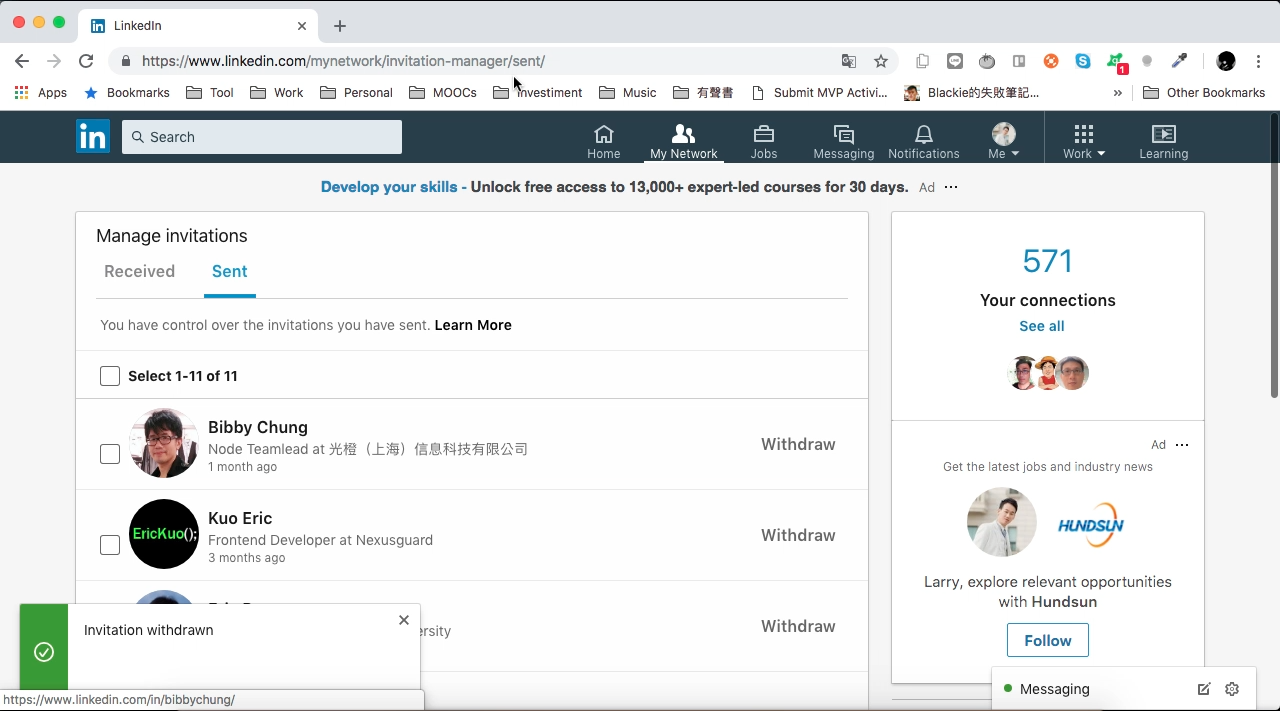 LinkedIn
https://www.linkedin.com/mynetwork/invitation-manager/sent/
1
Apps
Bookmarks
Tool
Work
Personal
MOOCs
Investiment
Music
有聲書
Submit MVP Activi...
Blackie的失敗筆記...
»
Other Bookmarks
in
Search
Home
My Network
Jobs
Messaging
Notifications
Me
Work
Learning
Develop your skills - Unlock free access to 13,000+ expert-led courses for 30 days. Ad ...
Manage invitations
Received
Sent
You have control over the invitations you have sent. Learn More
Select 1-11 of 11
Bibby Chung
Node Teamlead at 光橙（上海）信息科技有限公司
1 month ago
Withdraw
EricKuo();
Kuo Eric
Frontend Developer at Nexusguard
3 months ago
Withdraw
ersity
Withdraw
Invitation withdrawn
https://www.linkedin.com/in/bibbychung/
571
Your connections
See all
Ad ...
Get the latest jobs and industry news
HUNDSUN
Larry, explore relevant opportunities
with Hundsun
Follow
Messaging